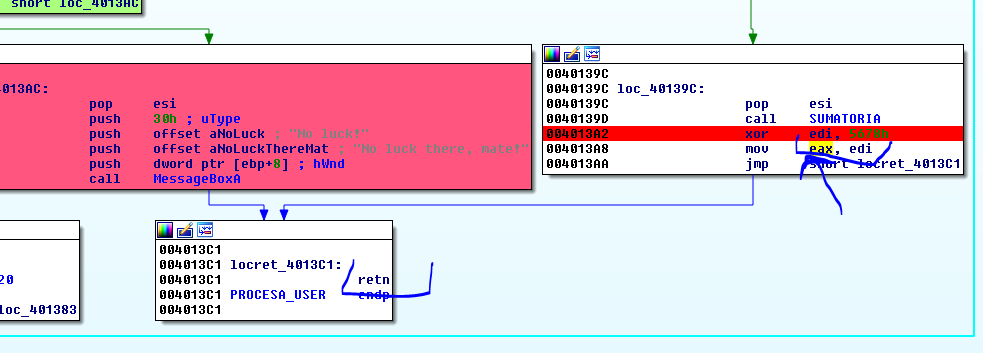 short loc_4013AC
013AC:
pop esi
push 30h ; uType
push offset aNoLuck ; "No luck!"
push offset aNoLuckThereMat ; "No luck there, mate!"
push dword ptr [ebp+8] ; hWnd
call MessageBoxA
0040139C
0040139C loc_40139C:
0040139C pop esi
0040139D call SUMATORIA
004013A2 xor edi,
004013A8 mov eax, edi
004013AA jmp short locret_4013C1
20
loc_401383
004013C1
004013C1 locret_4013C1:
004013C1 retn
004013C1 PROCESA_USER endp
004013C1